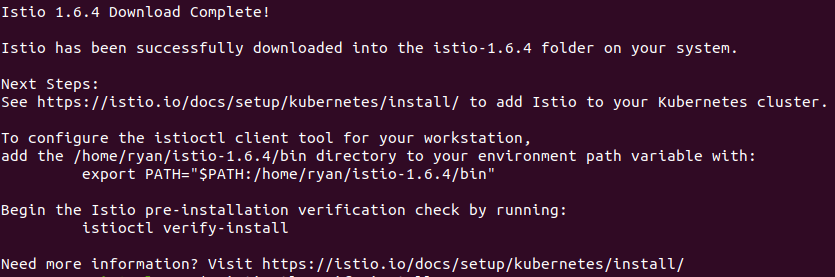 Istio 1.6.4 Download Complete!
Istio has been successfully downloaded into the istio-1.6.4 folder on your system.
Next Steps:
See https://istio.io/docs/setup/kubernetes/install/ to add Istio to your Kubernetes cluster.
To configure the istioctl client tool for your workstation,
add the /home/ryan/istio-1.6.4/bin directory to your environment path variable with:
export PATH="$PATH:/home/ryan/istio-1.6.4/bin"
Begin the Istio pre-installation verification check by running:
istioctl verify-install
Need more information? Visit https://istio.io/docs/setup/kubernetes/install/